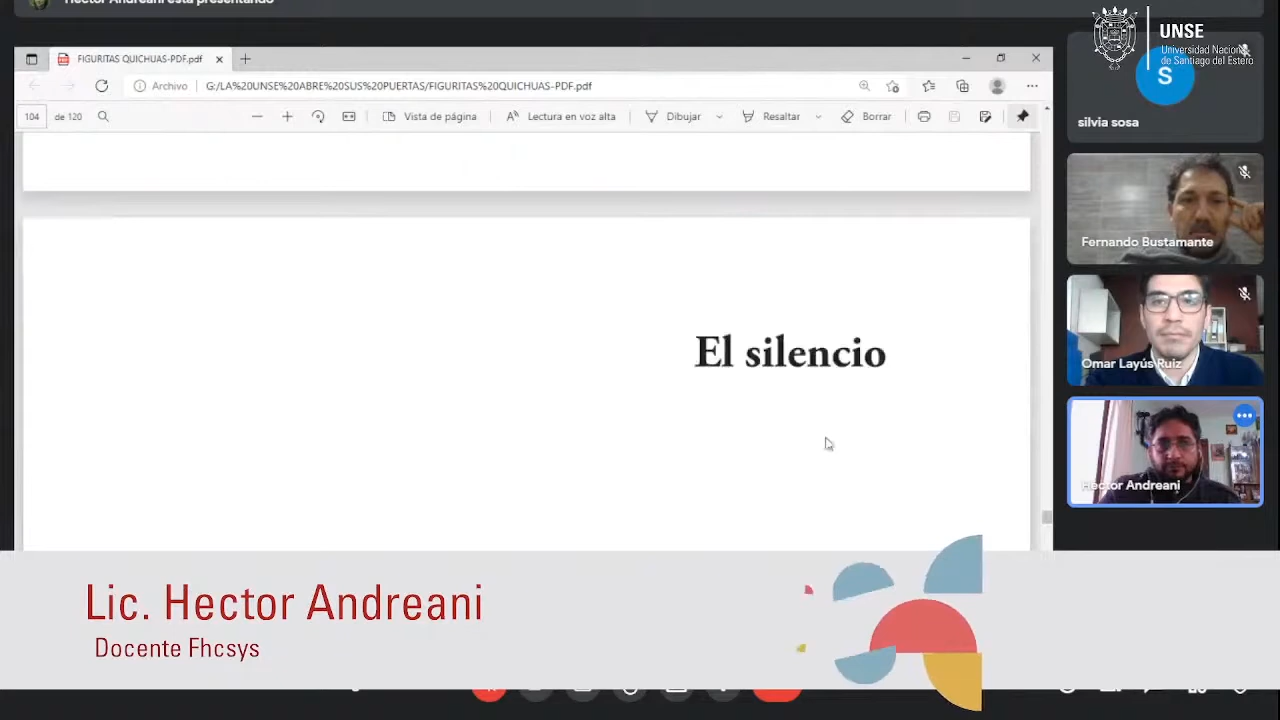 Hector Andreani está presentando
FIGURITAS QUICHUAS-PDF.pdf
Archivo
G:/LA%20UNSE%20ABRE%20SUS%20PUERTAS/FIGURITAS%20QUICHUAS-PDF.pdf
104 de 120
Vista de página
Lectura en voz alta
Dibujar
Resaltar
Borrar
El silencio
UNSE
Universidad Nacional
de Santiago del Estero
S
silvia sosa
Fernando Bustamante
Omar Layús Ruiz
Hector Andreani
Lic. Hector Andreani
Docente Fhcsys